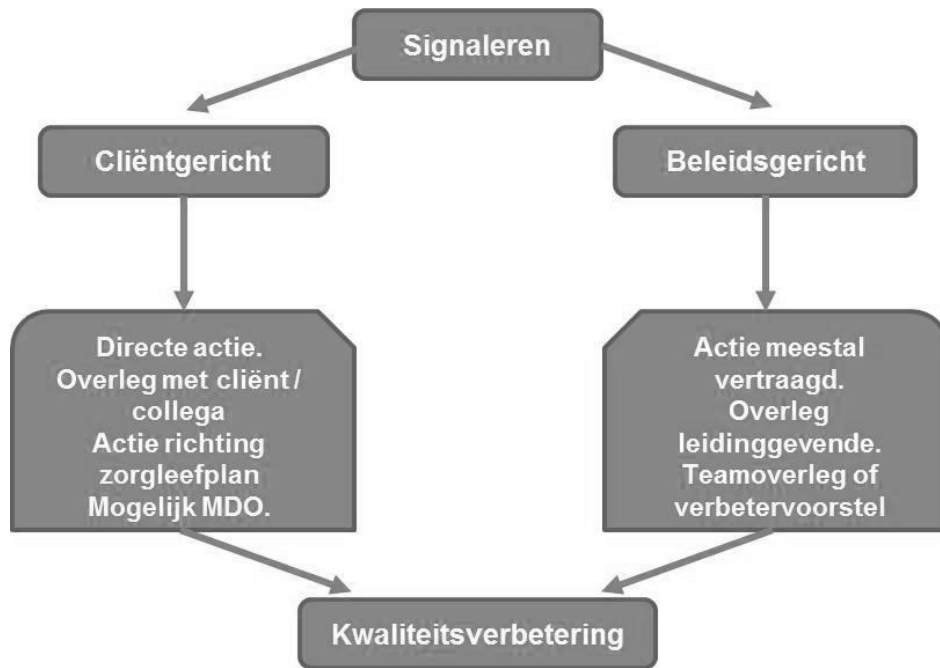 Signaleren
Cliëntgericht
Beleidsgericht
Directe actie.
Overleg met cliënt /
collega
Actie richting
zorgleefplan
Mogelijk MDO.
Actie meestal
vertraagd.
Overleg
leidinggevende.
Teamoverleg of
verbetervoorstel
Kwaliteitsverbetering